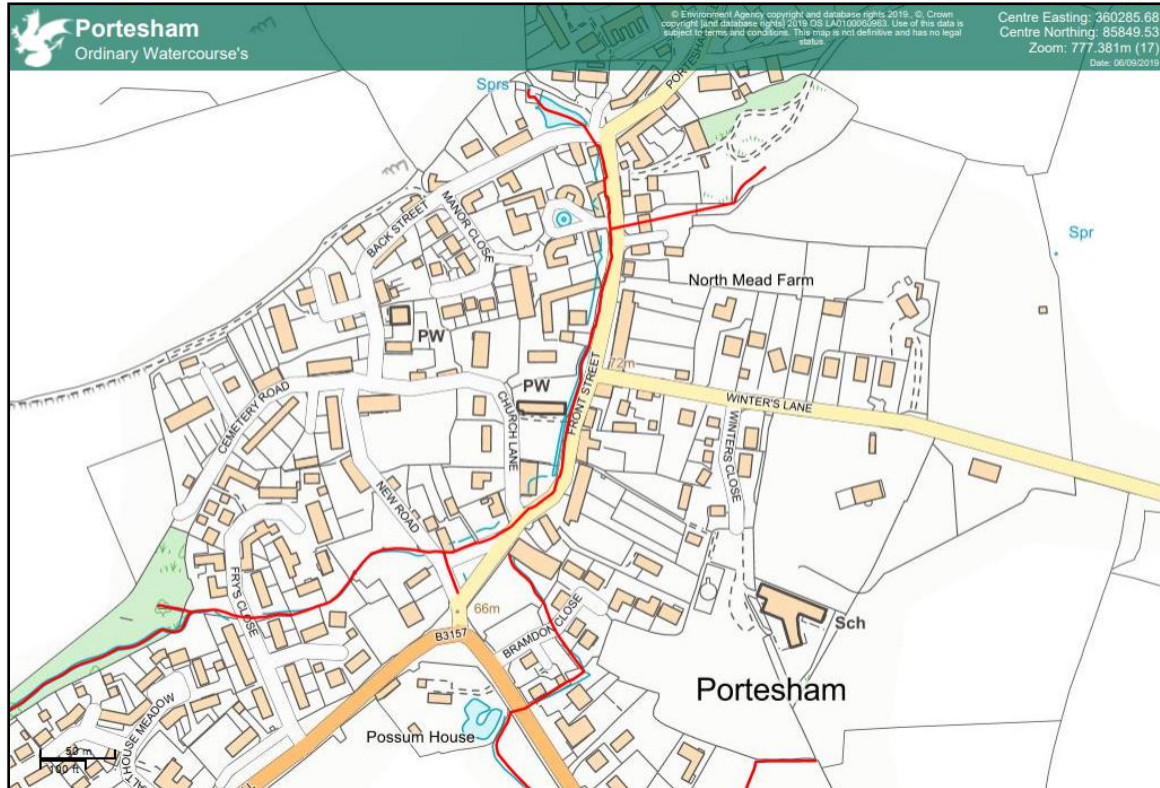 Portesham
Ordinary Watercourse's
© Environment Agency copyright and database rights 2019., ©, Crown
copyright [and database rights] 2019 OS LA0100060963. Use of this data is
subject to terms and conditions. This map is not definitive and has no legal
status.
Centre Easting: 360285.68
Centre Northing: 85849.53
Zoom: 777.381m (17)
Date: 06/09/2019
Sprs
MANOR CLOSE
BACK STREET
Spr
North Mead Farm
PW
72m
PW
FRONT STREET
WINTER'S LANE
CEMETERY ROAD
CHURCH LANE
WINTERS CLOSE
NEW ROAD
FRY'S CLOSE
66m
BRAMDON CLOSE
Sch
B3157
Portesham
Possum House
50 m
100 ft